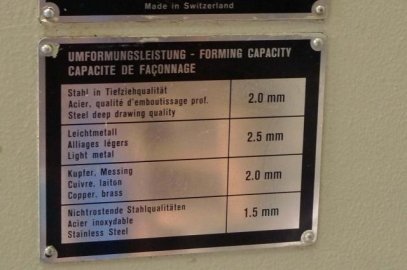 Made in Switzerland
UMFORMUNGSLEISTUNG - FORMING CAPACITY
CAPACITE DE FAÇONNAGE
Stahl in Tiefziehqualität
Acier, qualité d'emboutissage prof.
Steel deep drawing quality
2.0 mm
Leichtmetall
Alliages légers
Light metal
2.5 mm
Kupfer, Messing
Cuivre, laiton
Copper, brass
2.0 mm
Nichtrostende Stahlqualitäten
Acier inoxydable
Stainless Steel
1.5 mm